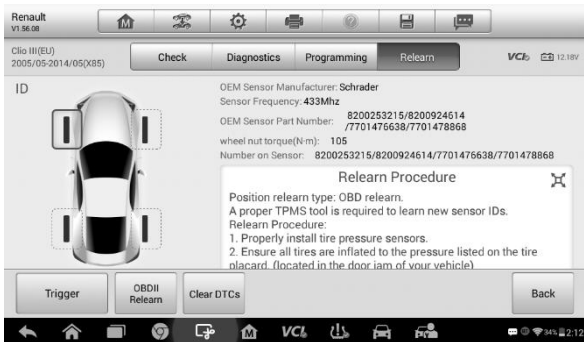 Renault
V1.56.08
Clio III(EU)
2005/05-2014/05(X85)
Check
Diagnostics
Programming
Relearn
VCI
12.18V
ID
OEM Sensor Manufacturer: Schrader
Sensor Frequency: 433Mhz
OEM Sensor Part Number: 8200253215/8200924614
/7701476638/7701478868
wheel nut torque(N·m): 105
Number on Sensor: 8200253215/8200924614/7701476638/7701478868
Relearn Procedure
Position relearn type: OBD relearn.
A proper TPMS tool is required to learn new sensor IDs.
Relearn Procedure:
1. Properly install tire pressure sensors.
2. Ensure all tires are inflated to the pressure listed on the tire
placard. (located in the door jam of your vehicle)
Trigger
OBDII
Relearn
Clear DTCs
Back
VCI
34%
2:12